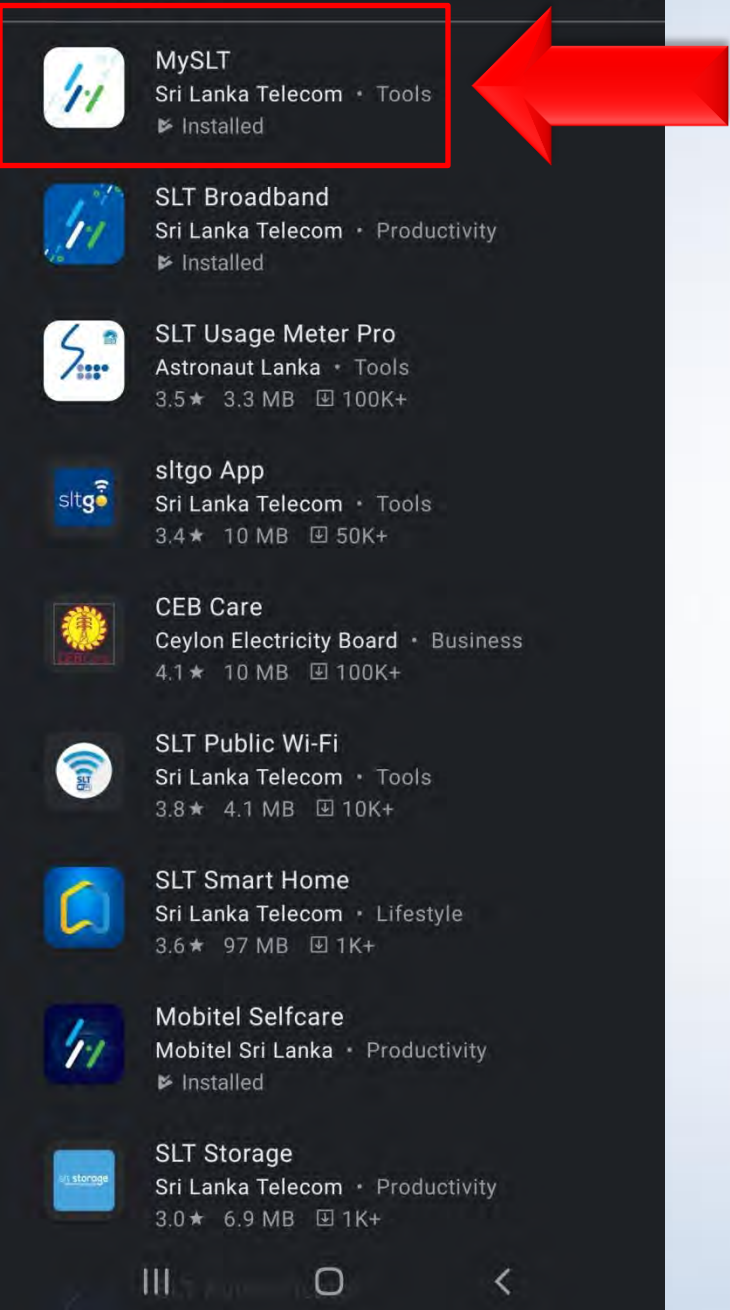 MySLT
Sri Lanka Telecom • Tools
Installed
SLT Broadband
Sri Lanka Telecom • Productivity
Installed
SLT Usage Meter Pro
Astronaut Lanka • Tools
3.5★ 3.3 MB 100K+
sltgo
sltgo App
Sri Lanka Telecom • Tools
3.4★ 10 MB 50K+
CEB Care
Ceylon Electricity Board • Business
CEBCare
4.1★ 10 MB 100K+
SLT Public Wi-Fi
SLT
Sri Lanka Telecom • Tools
3.8★ 4.1 MB 10K+
SLT Smart Home
Sri Lanka Telecom • Lifestyle
3.6★ 97 MB 1K+
Mobitel Selfcare
Mobitel Sri Lanka • Productivity
Installed
SLT Storage
slt storage
Sri Lanka Telecom • Productivity
3.0★ 6.9 MB 1K+